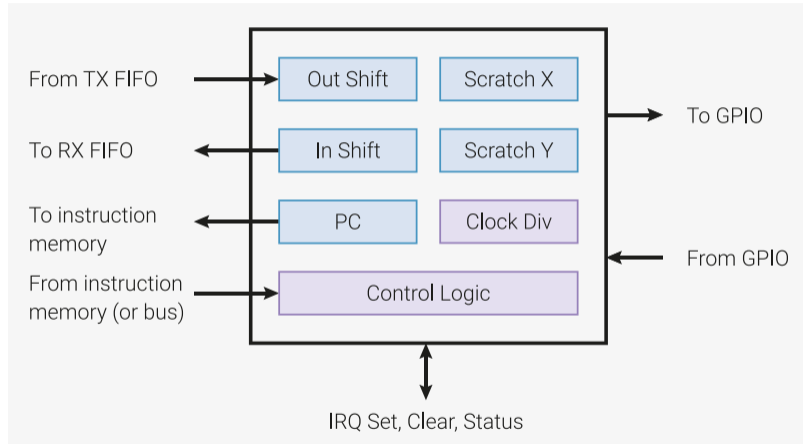 From TX FIFO
Out Shift
Scratch X
To GPIO
To RX FIFO
In Shift
Scratch Y
To instruction
memory
PC
Clock Div
From GPIO
From instruction
memory (or bus)
Control Logic
IRQ Set, Clear, Status